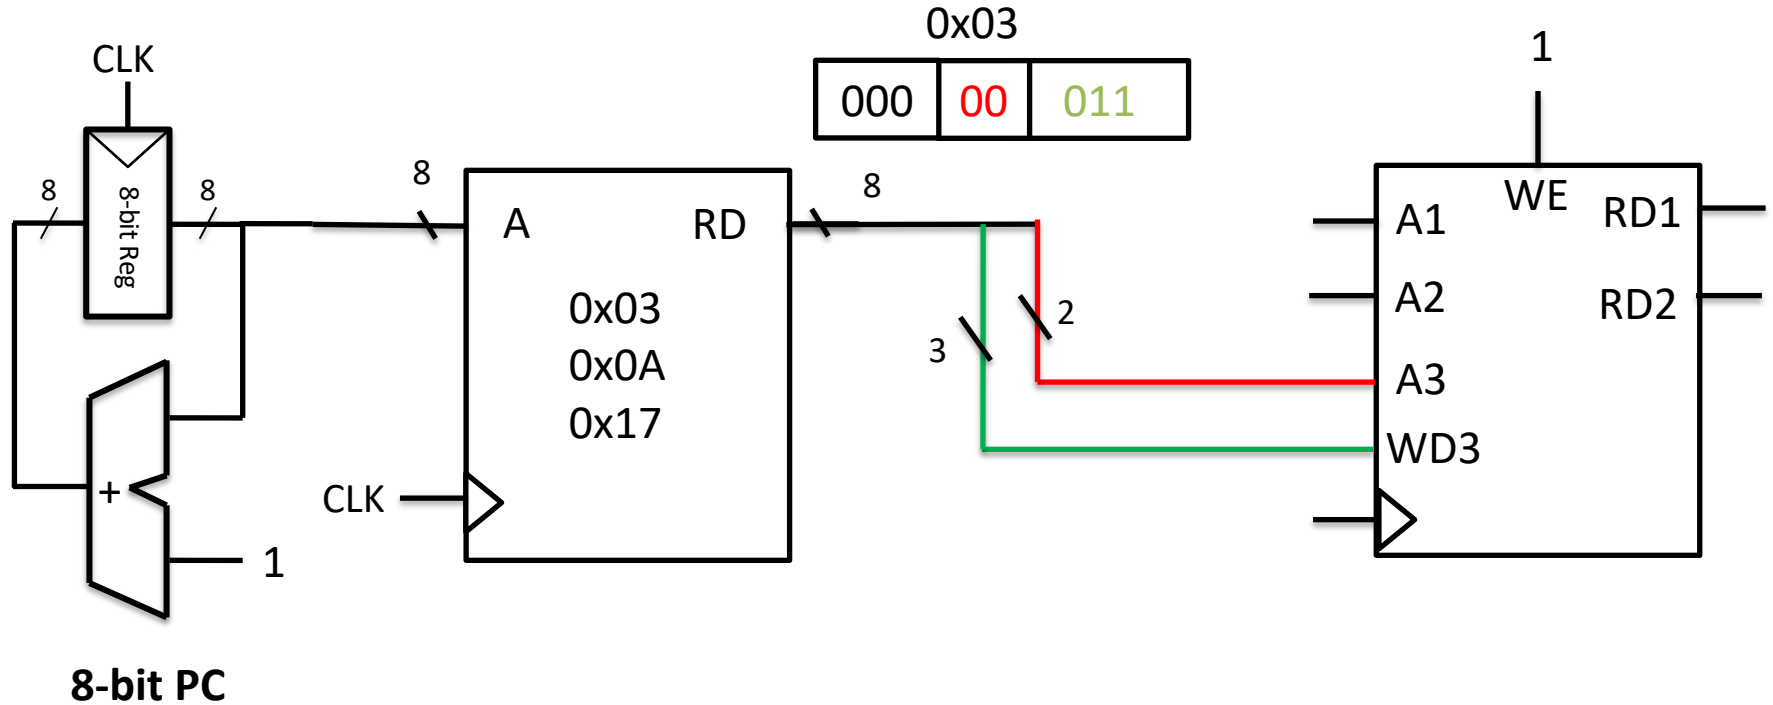 0x03
000 00 011
CLK
8
8-bit Reg
8
+
1
8-bit PC
8
A
RD
0x03
0x0A
0x17
CLK
8
3
2
1
WE
A1
A2
A3
WD3
RD1
RD2